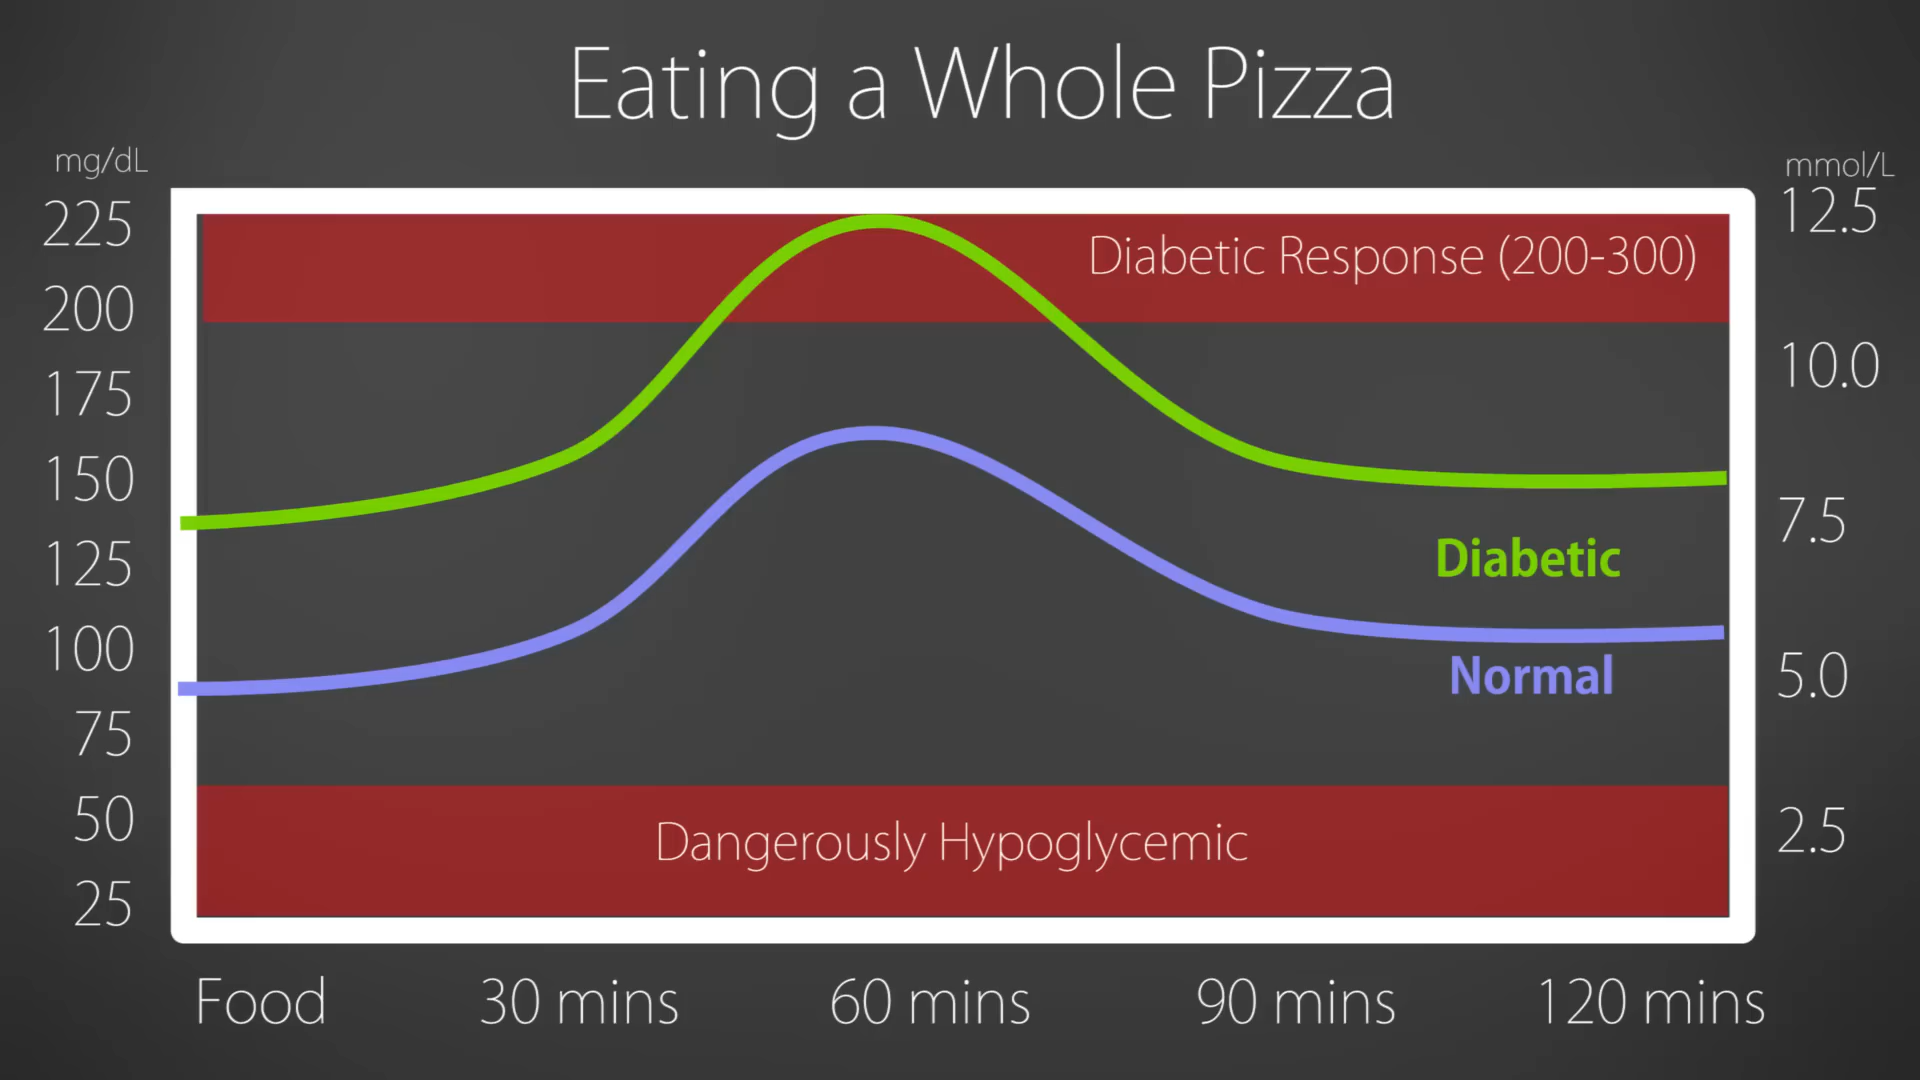 Eating a Whole Pizza
mg/dL
mmol/L
225
12.5
Diabetic Response (200-300)
200
10.0
175
150
7.5
125
Diabetic
100
5.0
Normal
75
50
2.5
Dangerously Hypoglycemic
25
Food 30 mins 60 mins 90 mins 120 mins